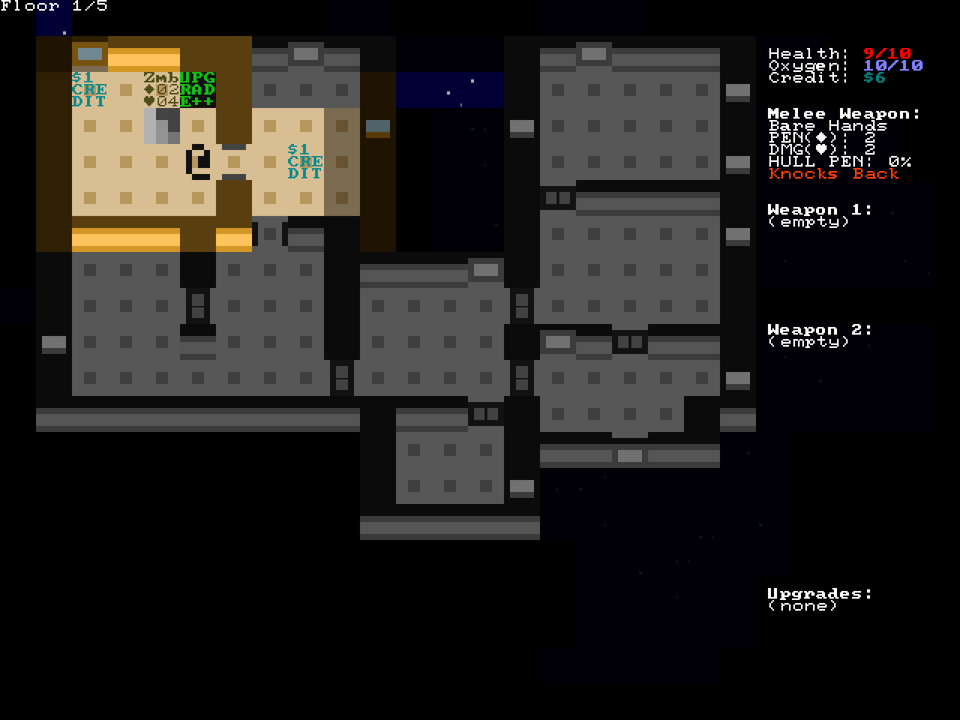 Floor 1/5
Health: 9/10
Oxygen: 10/10
Credit: $6
$1
CRE
DIT
Zmb
◆02
♥04
UPG
RAD
E++
$1
CRE
DIT
Melee Weapon:
Bare Hands
PEN(◆): 2
DMG(♥): 2
HULL PEN: 0%
Knocks Back
Weapon 1:
(empty)
Weapon 2:
(empty)
Upgrades:
(none)